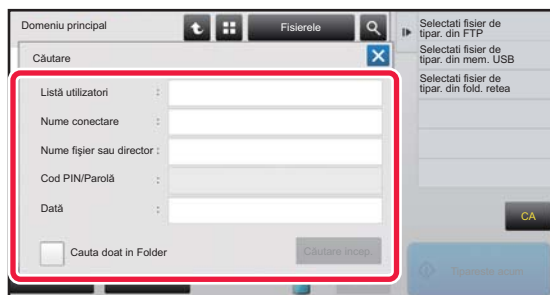 Domeniu principal
Fisierele
Selectati fisier de
tipar. din FTP
Selectati fisier de
tipar. din mem. USB
Selectati fisier de
tipar. din fold. retea
Căutare
Listă utilizatori :
Nume conectare :
Nume fișier sau director :
Cod PIN/Parolă :
Dată :
Cauta doat in Folder
Căutare incep.
CA